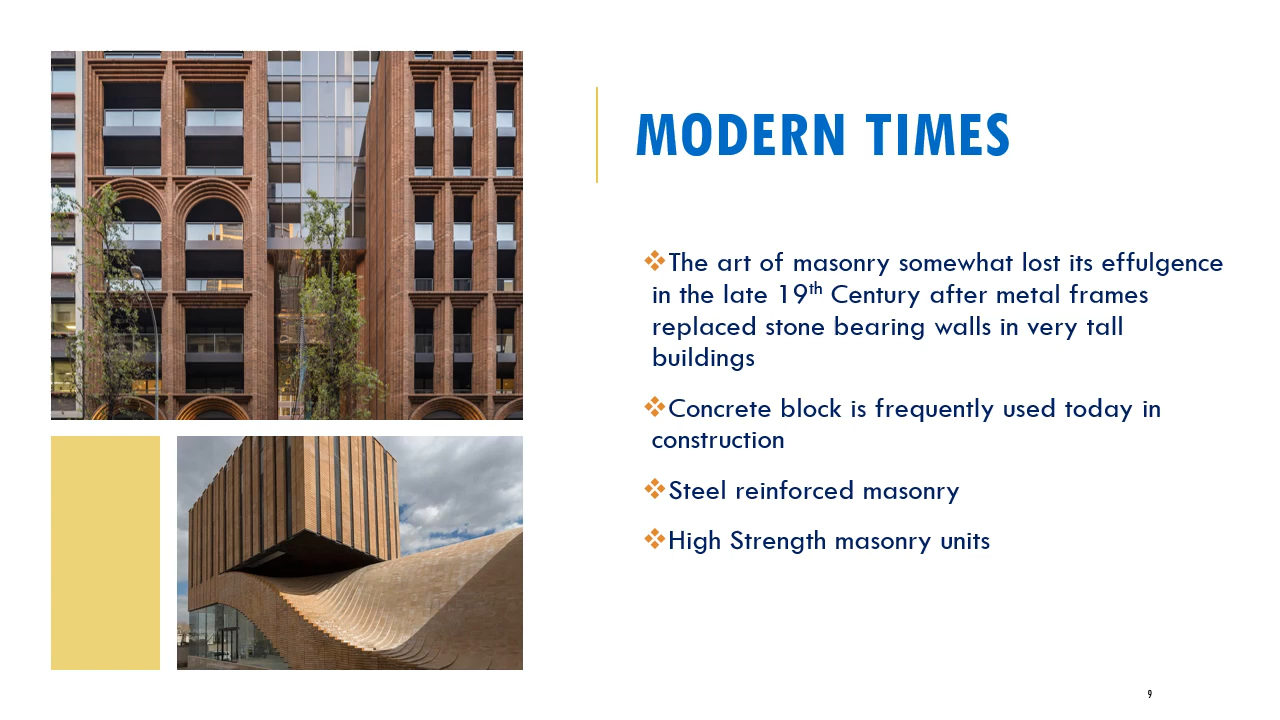 MODERN TIMES
❖The art of masonry somewhat lost its effulgence
in the late 19th Century after metal frames
replaced stone bearing walls in very tall
buildings
❖Concrete block is frequently used today in
construction
❖Steel reinforced masonry
❖High Strength masonry units
9